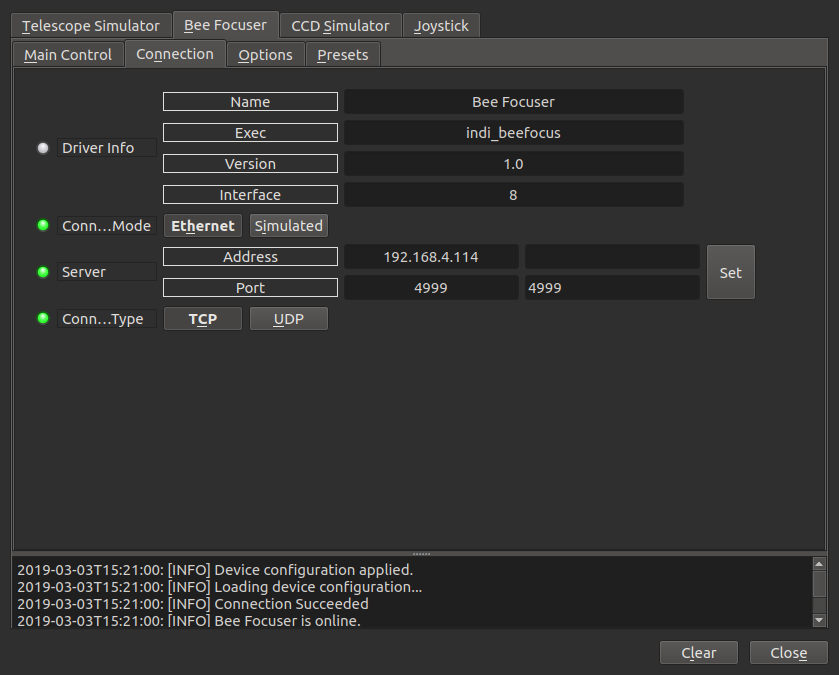 Telescope Simulator Bee Focuser CCD Simulator Joystick
Main Control Connection Options Presets
Driver Info
Name Bee Focuser
Exec indi_beefocus
Version 1.0
Interface 8
Conn...Mode Ethernet Simulated
Server
Address 192.168.4.114
Port 4999 4999
Set
Conn...Type TCP UDP
2019-03-03T15:21:00: [INFO] Device configuration applied.
2019-03-03T15:21:00: [INFO] Loading device configuration...
2019-03-03T15:21:00: [INFO] Connection Succeeded
2019-03-03T15:21:00: [INFO] Bee Focuser is online.
Clear Close